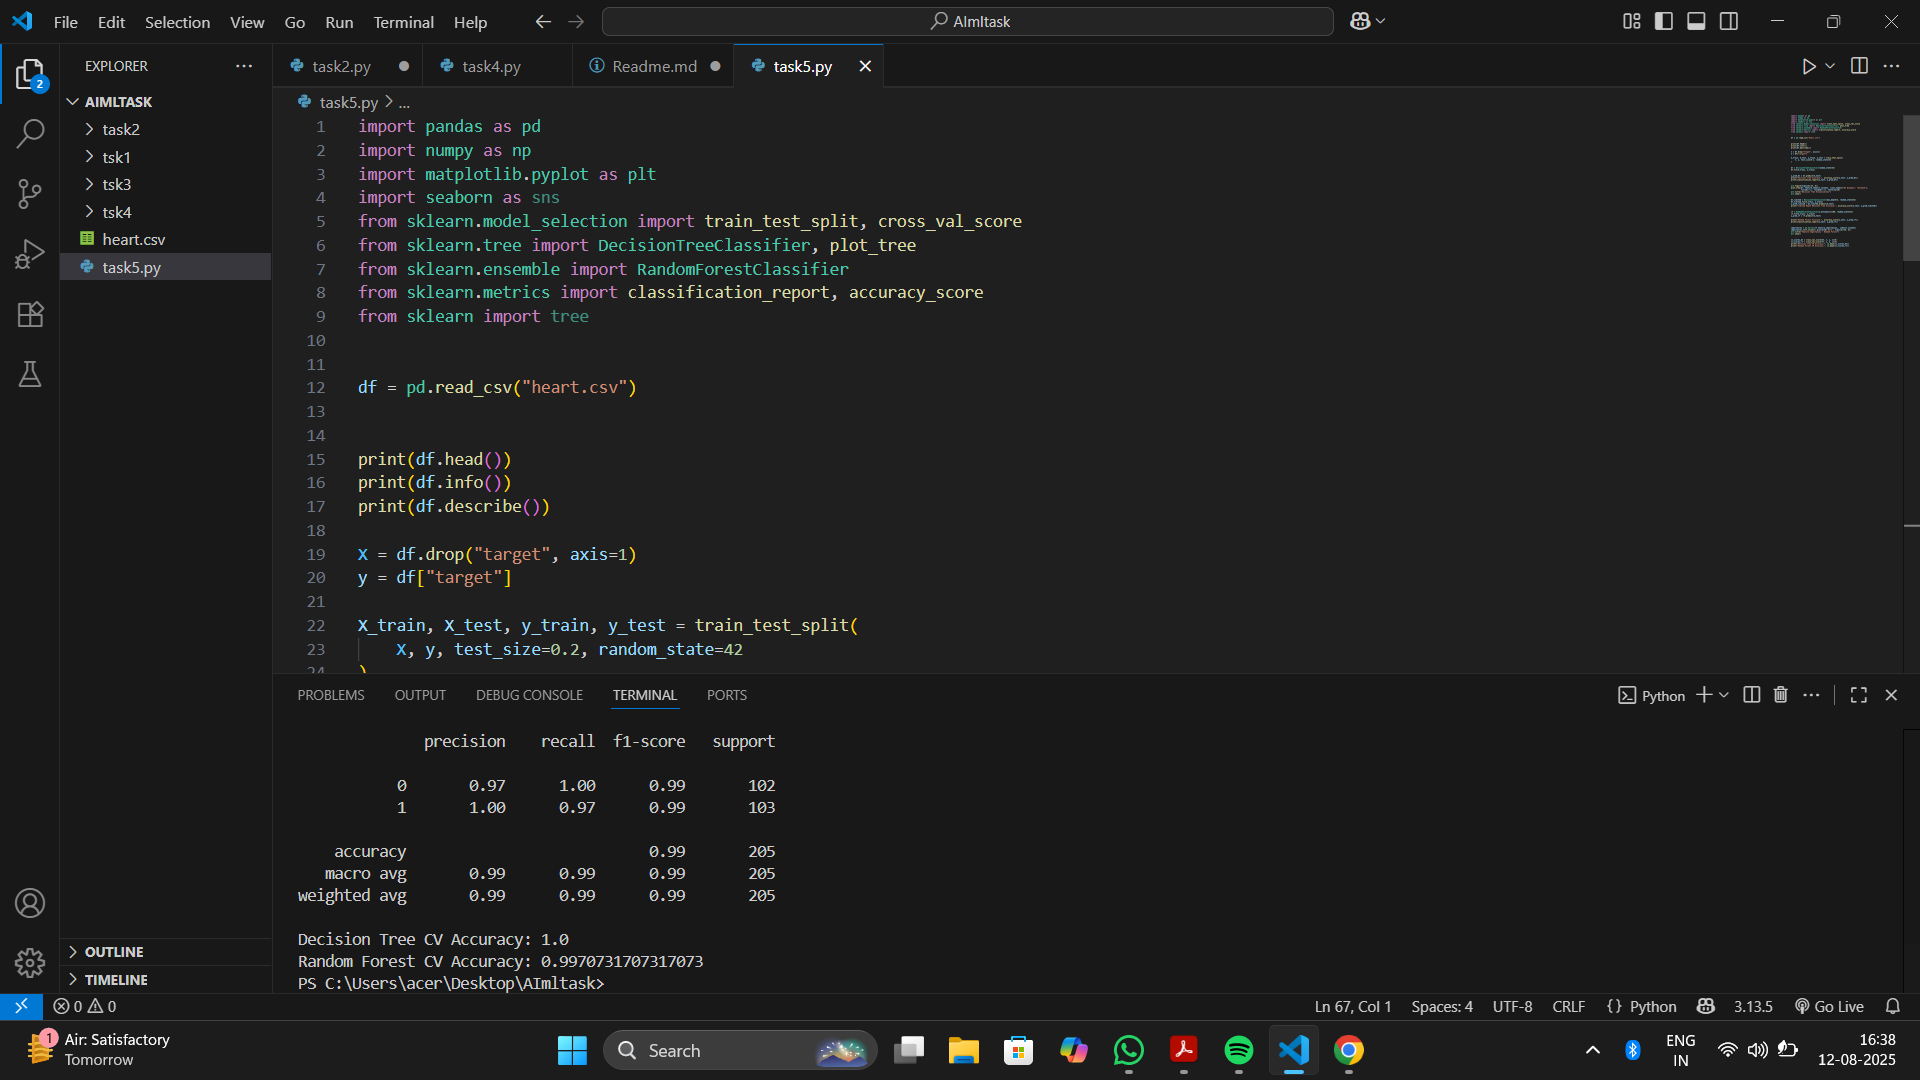 File Edit Selection View Go Run Terminal Help
AImltask
EXPLORER
task2.py
task4.py
Readme.md
task5.py
AIMLTASK
task2
tsk1
tsk3
tsk4
heart.csv
task5.py
2
task5.py > ...
1 import pandas as pd
2 import numpy as np
3 import matplotlib.pyplot as plt
4 import seaborn as sns
5 from sklearn.model_selection import train_test_split, cross_val_score
6 from sklearn.tree import DecisionTreeClassifier, plot_tree
7 from sklearn.ensemble import RandomForestClassifier
8 from sklearn.metrics import classification_report, accuracy_score
9 from sklearn import tree
10
11
12 df = pd.read_csv("heart.csv")
13
14
15 print(df.head())
16 print(df.info())
17 print(df.describe())
18
19 X = df.drop("target", axis=1)
20 y = df["target"]
21
22 X_train, X_test, y_train, y_test = train_test_split(
23 X, y, test_size=0.2, random_state=42
24 )
PROBLEMS OUTPUT DEBUG CONSOLE TERMINAL PORTS
Python
precision recall f1-score support
0 0.97 1.00 0.99 102
1 1.00 0.97 0.99 103
accuracy 0.99 205
macro avg 0.99 0.99 0.99 205
weighted avg 0.99 0.99 0.99 205
Decision Tree CV Accuracy: 1.0
Random Forest CV Accuracy: 0.9970731707317073
PS C:\Users\acer\Desktop\AImltask>
OUTLINE
TIMELINE
0 0
Ln 67, Col 1 Spaces: 4 UTF-8 CRLF {} Python 3.13.5 Go Live
1
Air: Satisfactory
Tomorrow
Search
ENG
IN
16:38
12-08-2025